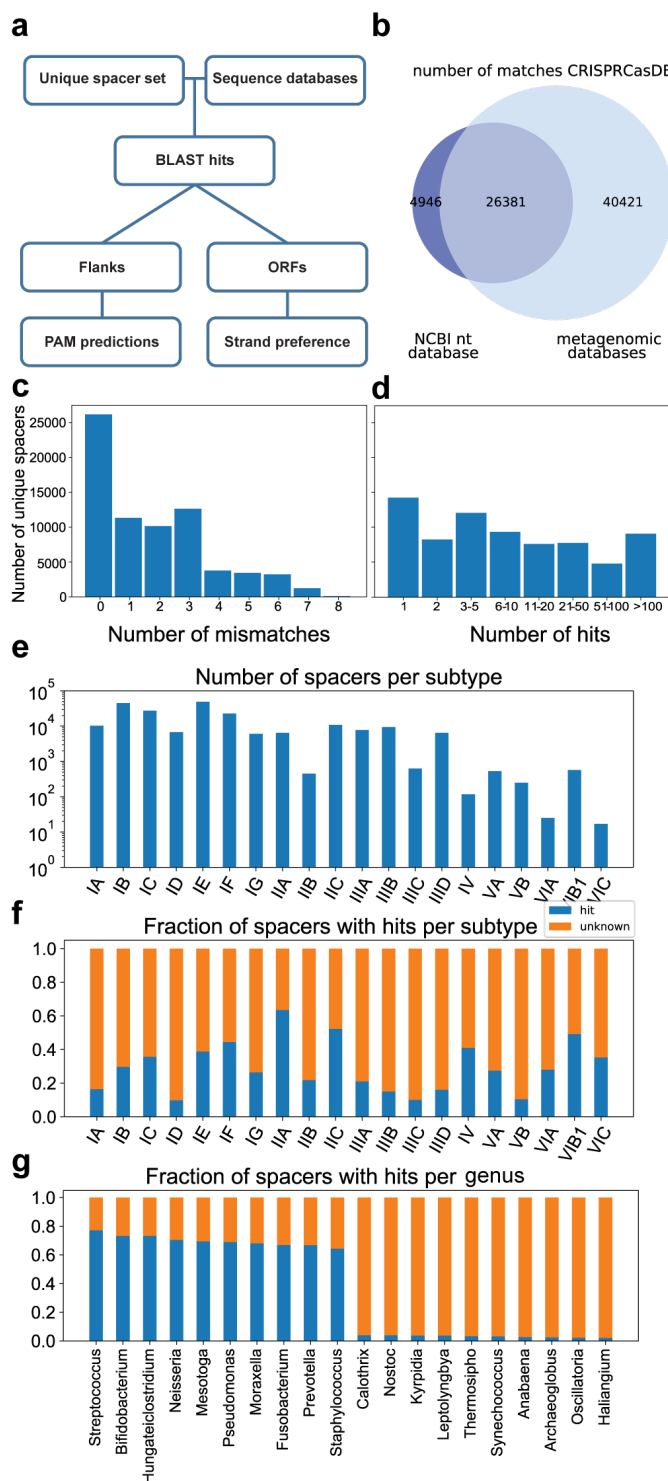 a
Unique spacer set
Sequence databases
BLAST hits
Flanks
ORFs
PAM predictions
Strand preference
b
number of matches CRISPRCasDB
4946
26381
40421
NCBI nt
database
metagenomic
databases
c
Number of unique spacers
25000
20000
15000
10000
5000
0
0 1 2 3 4 5 6 7 8
Number of mismatches
d
1 2 3-5 6-10 11-20 21-50 51-100 >100
Number of hits
e
Number of spacers per subtype
10^5
10^4
10^3
10^2
10^1
10^0
IA IB IC ID IE IF IG IIA IIB IIC IIIA IIIB IIIC IIID IV VA VB VIA VIB1 VIC
f
Fraction of spacers with hits per subtype
hit
unknown
1.0
0.8
0.6
0.4
0.2
0.0
IA IB IC ID IE IF IG IIA IIB IIC IIIA IIIB IIIC IIID IV VA VB VIA VIB1 VIC
g
Fraction of spacers with hits per genus
1.0
0.8
0.6
0.4
0.2
0.0
Streptococcus
Bifidobacterium
Hungateiclostridium
Neisseria
Mesotoga
Pseudomonas
Moraxella
Fusobacterium
Prevotella
Staphylococcus
Calothrix
Nostoc
Kyrpidia
Leptolyngbya
Thermosipho
Synechococcus
Anabaena
Archaeoglobus
Oscillatoria
Haliangium